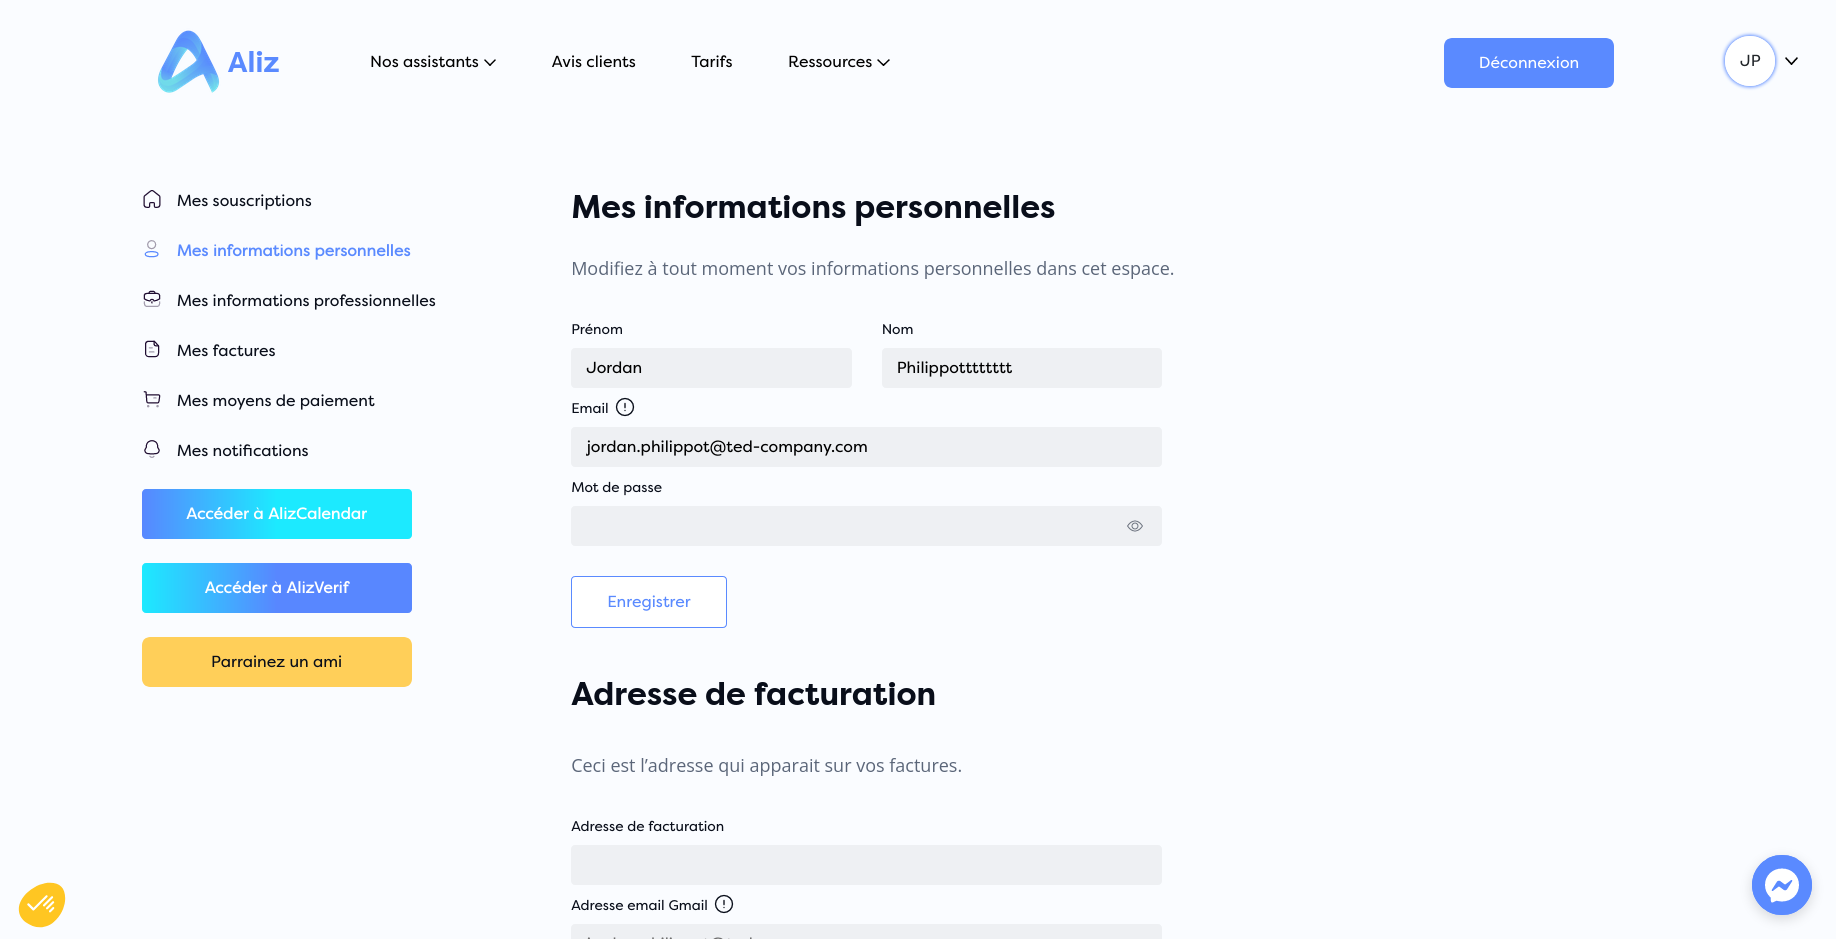 Aliz
Nos assistants
Avis clients
Tarifs
Ressources
Déconnexion
JP
Mes souscriptions
Mes informations personnelles
Mes informations professionnelles
Mes factures
Mes moyens de paiement
Mes notifications
Accéder à AlizCalendar
Accéder à AlizVerif
Parrainez un ami
Mes informations personnelles
Modifiez à tout moment vos informations personnelles dans cet espace.
Prénom
Nom
Jordan
Philippotttttttt
Email
jordan.philippot@ted-company.com
Mot de passe
Enregistrer
Adresse de facturation
Ceci est l’adresse qui apparait sur vos factures.
Adresse de facturation
Adresse email Gmail